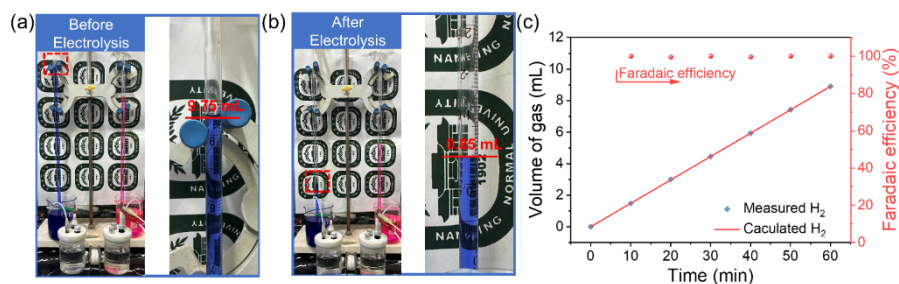 (a)
Before
Electrolysis
9.75 mL
(b)
After
Electrolysis
0.85 mL
1902
NORMAL
(c)
Volume of gas (mL)
12
10
8
6
4
2
0
Faradaic efficiency
Measured H₂
Caculated H₂
0 10 20 30 40 50 60
Time (min)
100
80
60
40
20
0
Faradaic efficiency (%)